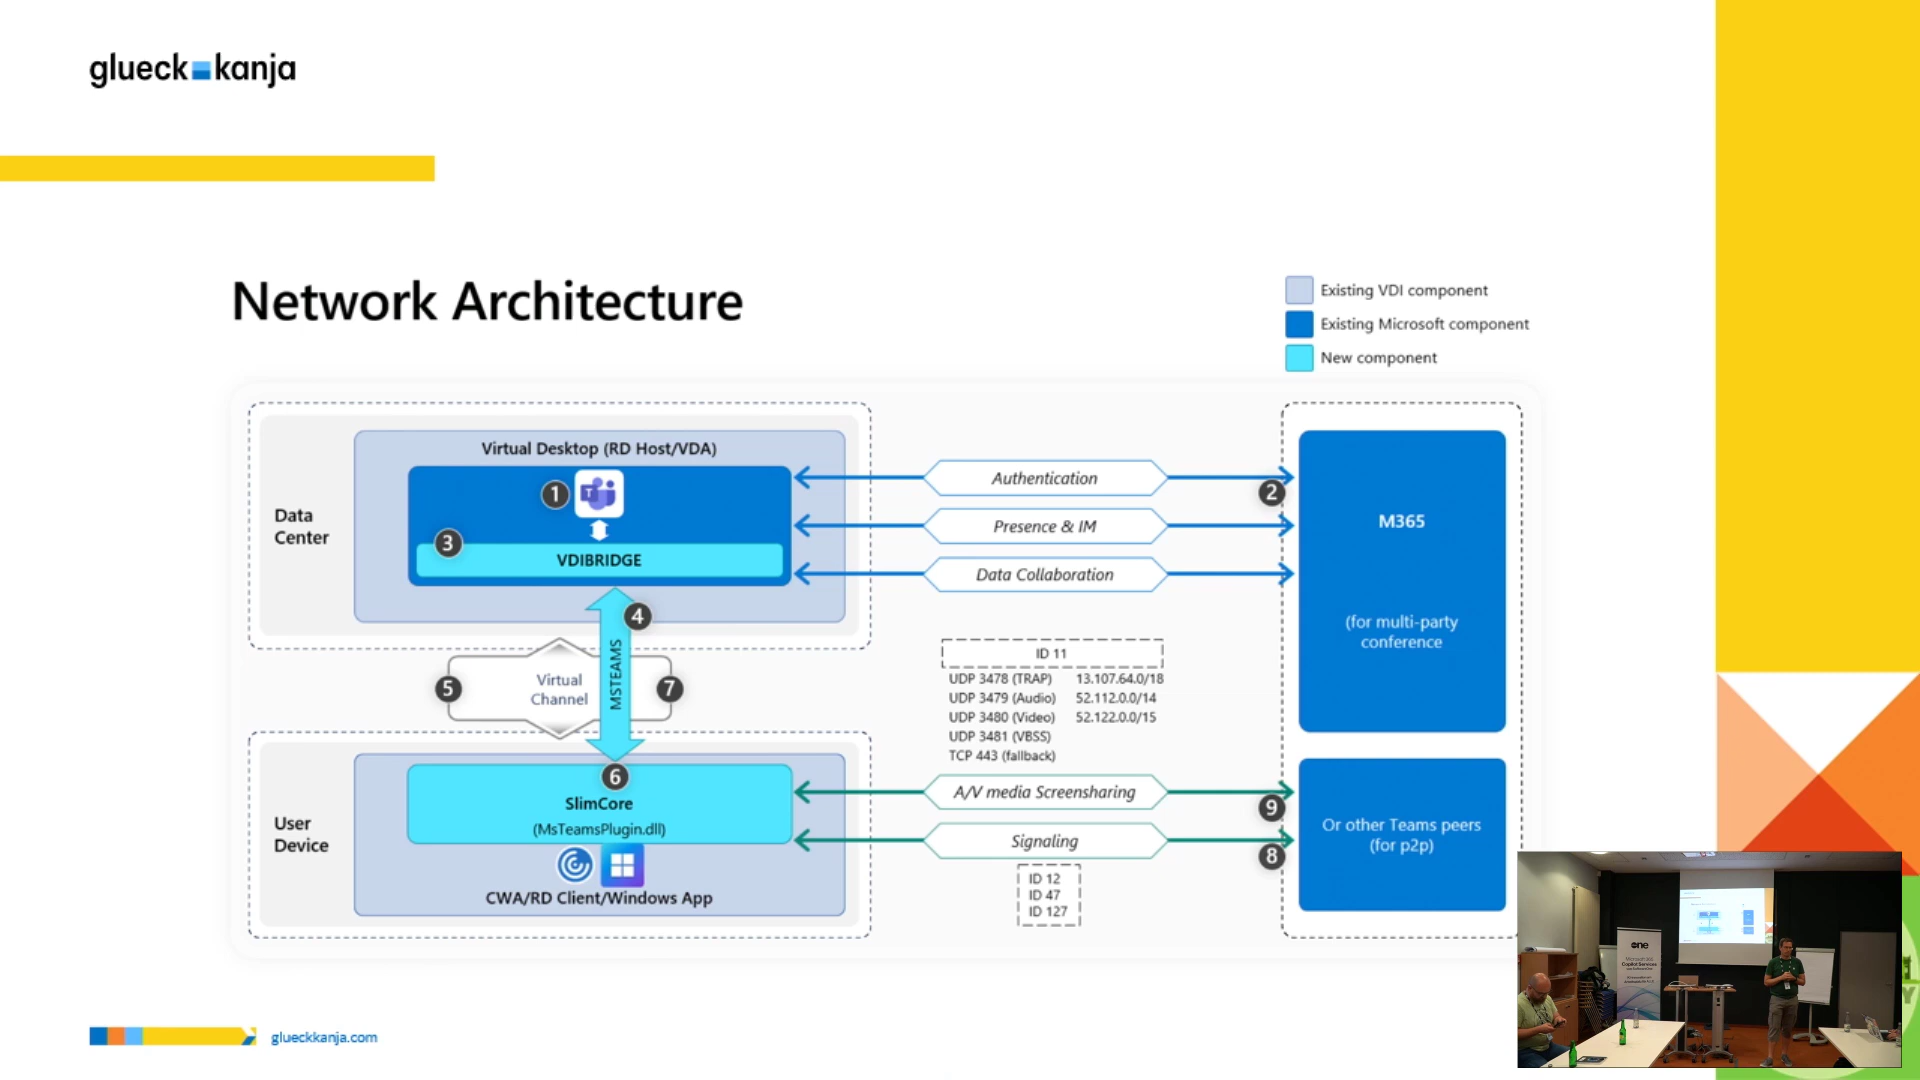 glueck kanja
Network Architecture
Existing VDI component
Existing Microsoft component
New component
Data
Center
Virtual Desktop (RD Host/VDA)
1
T
3
VDIBRIDGE
4
MSTEAMS
5
Virtual
Channel
7
User
Device
6
SlimCore
(MsTeamsPlugin.dll)
CWA/RD Client/Windows App
Authentication
2
Presence & IM
Data Collaboration
ID 11
UDP 3478 (TRAP) 13.107.64.0/18
UDP 3479 (Audio) 52.112.0.0/14
UDP 3480 (Video) 52.122.0.0/15
UDP 3481 (VBSS)
TCP 443 (fallback)
A/V media Screensharing
9
Signaling
8
ID 12
ID 47
ID 127
M365
(for multi-party
conference
Or other Teams peers
(for p2p)
one
Copilot Services
glueckkanja.com